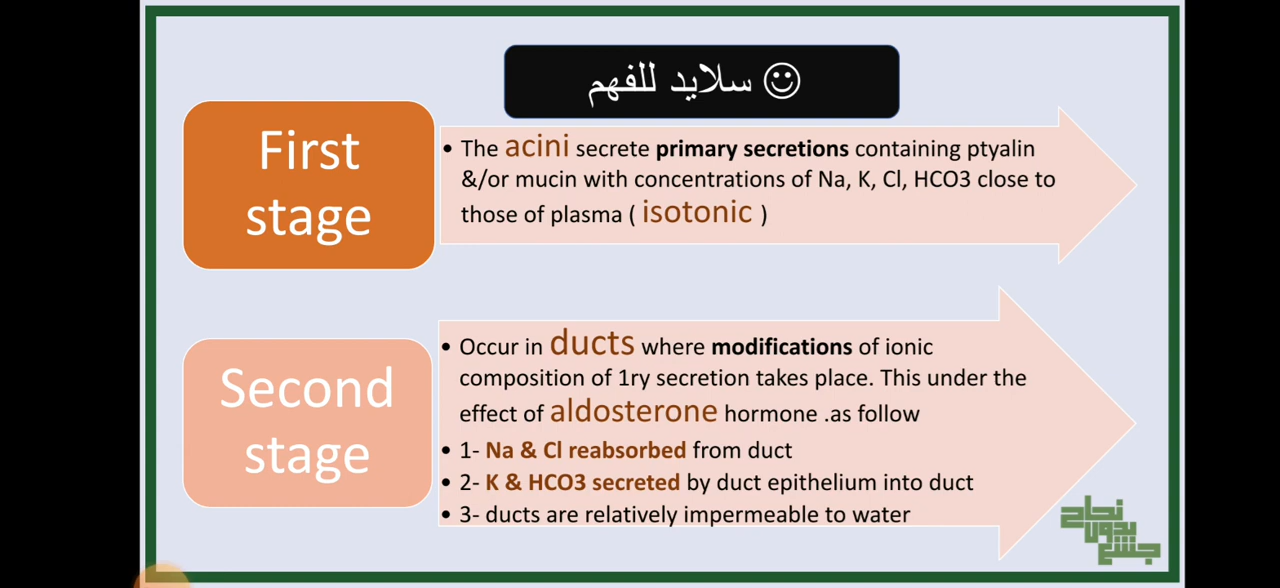 سلايد للفهم ☺
First
stage
• The acini secrete primary secretions containing ptyalin
&/or mucin with concentrations of Na, K, Cl, HCO3 close to
those of plasma ( isotonic )
Second
stage
• Occur in ducts where modifications of ionic
composition of 1ry secretion takes place. This under the
effect of aldosterone hormone .as follow
• 1- Na & Cl reabsorbed from duct
• 2- K & HCO3 secreted by duct epithelium into duct
• 3- ducts are relatively impermeable to water
نجاح
بدون
جشع